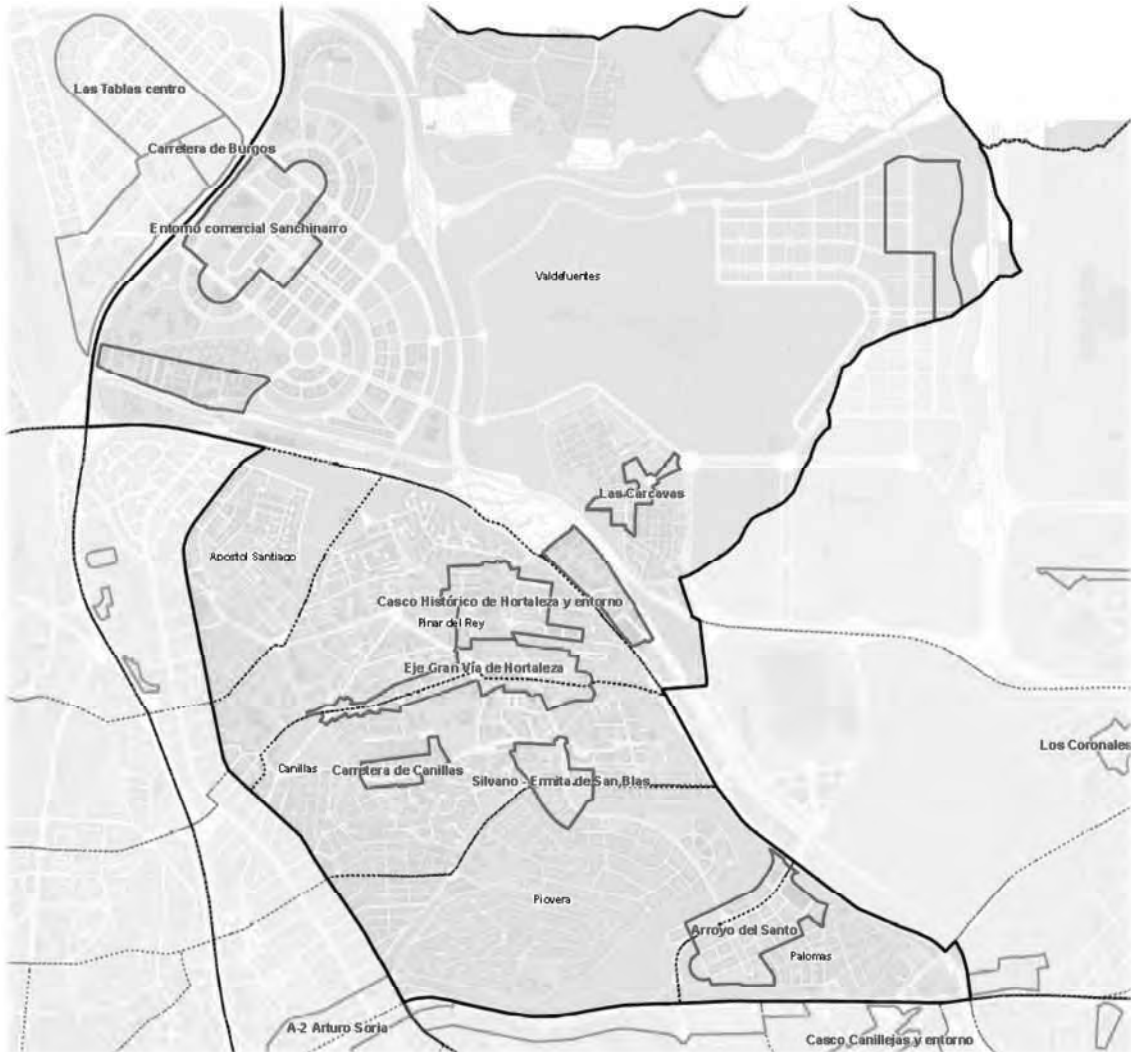 Las Tablas centro
Carretera de Burgos
Entorno comercial Sanchinarro
Valdefuentes
Las Cárcavas
Apostol Santiago
Casco Histórico de Hortaleza y entorno
Pinar del Rey
Eje Gran Vía de Hortaleza
Los Coronales
Canillas
Carretera de Canillas
Silvano - Ermita de San Blas
Piovera
Arroyo del Santo
Palomas
A-2 Arturo Soria
Casco Canillejas y entorno